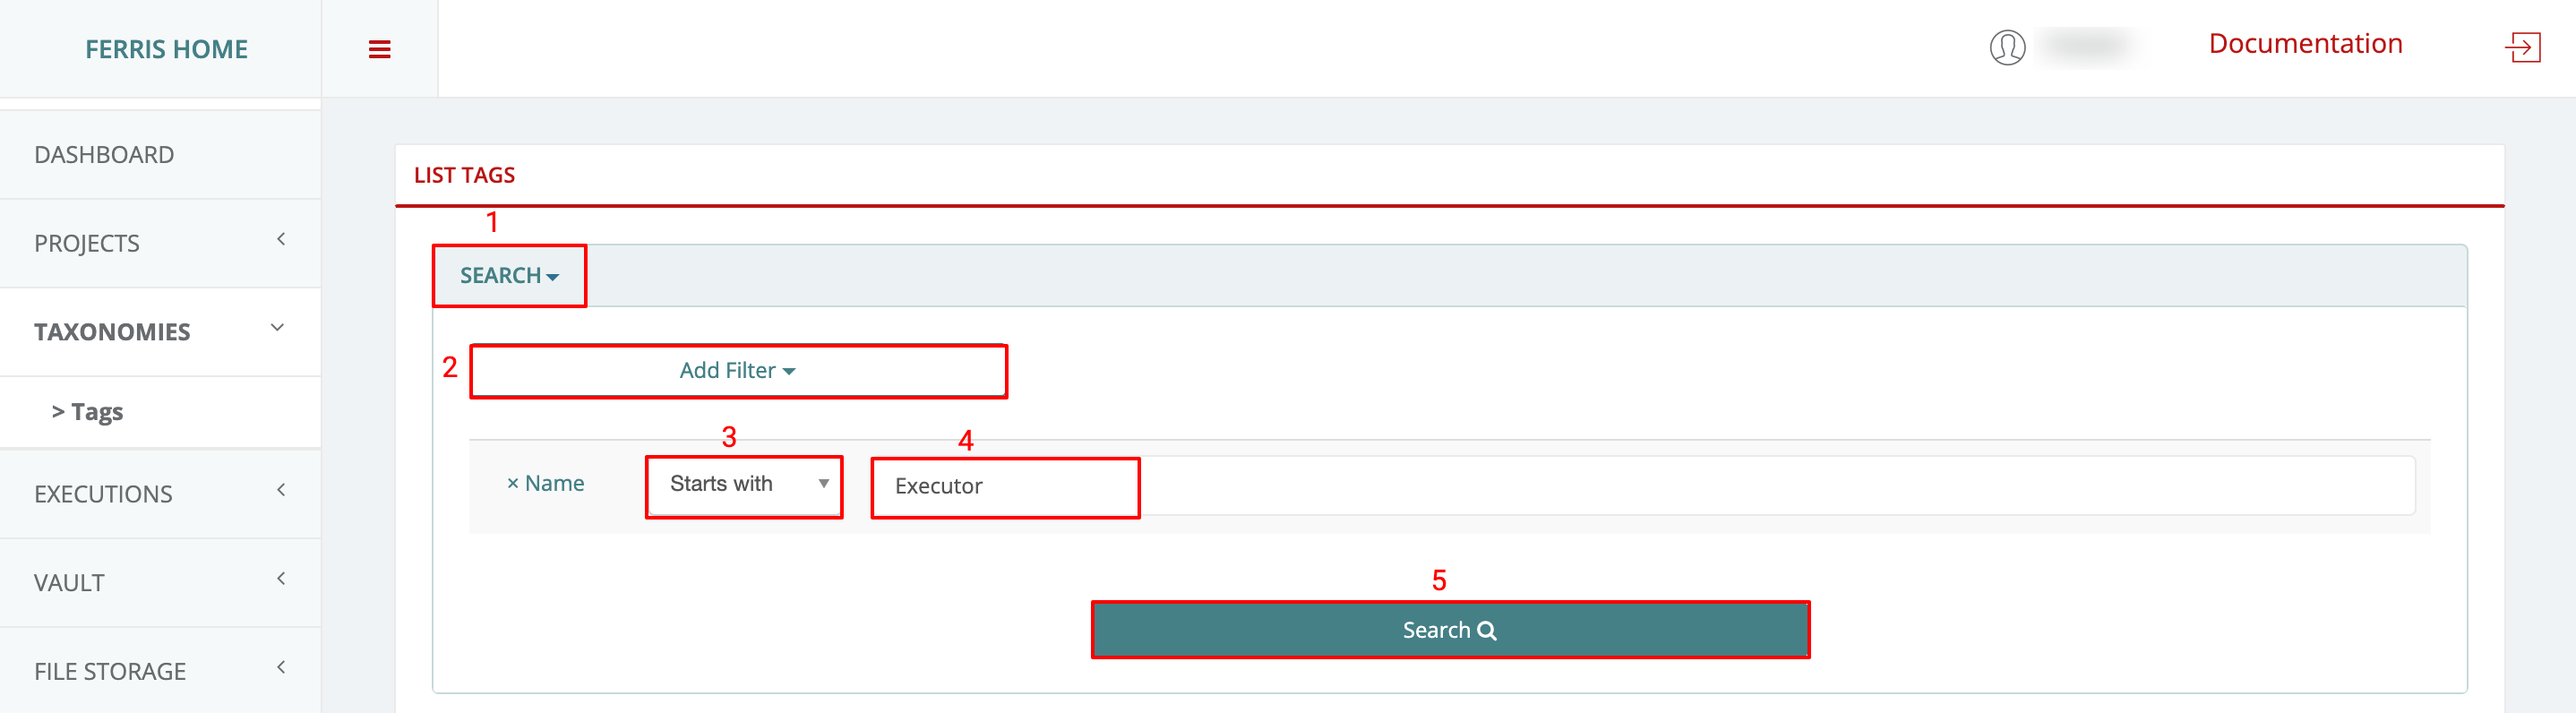 FERRIS HOME
Documentation
DASHBOARD
PROJECTS
TAXONOMIES
> Tags
EXECUTIONS
VAULT
FILE STORAGE
LIST TAGS
1
SEARCH
2
Add Filter
3
4
× Name
Starts with
Executor
5
Search